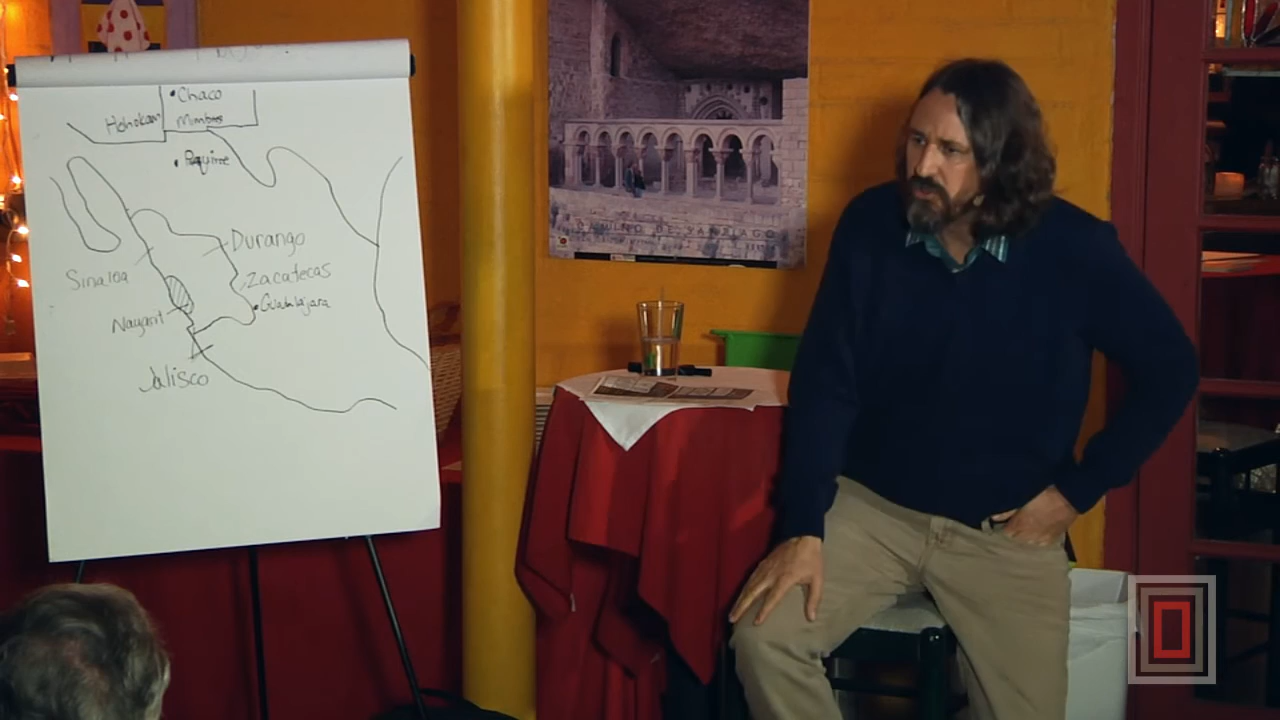 Chaco
Hohokam
Mimbres
Paquime
Durango
Sinaloa
Zacatecas
Guadalajara
Nayarit
Jalisco
CAMINO DE SANTIAGO